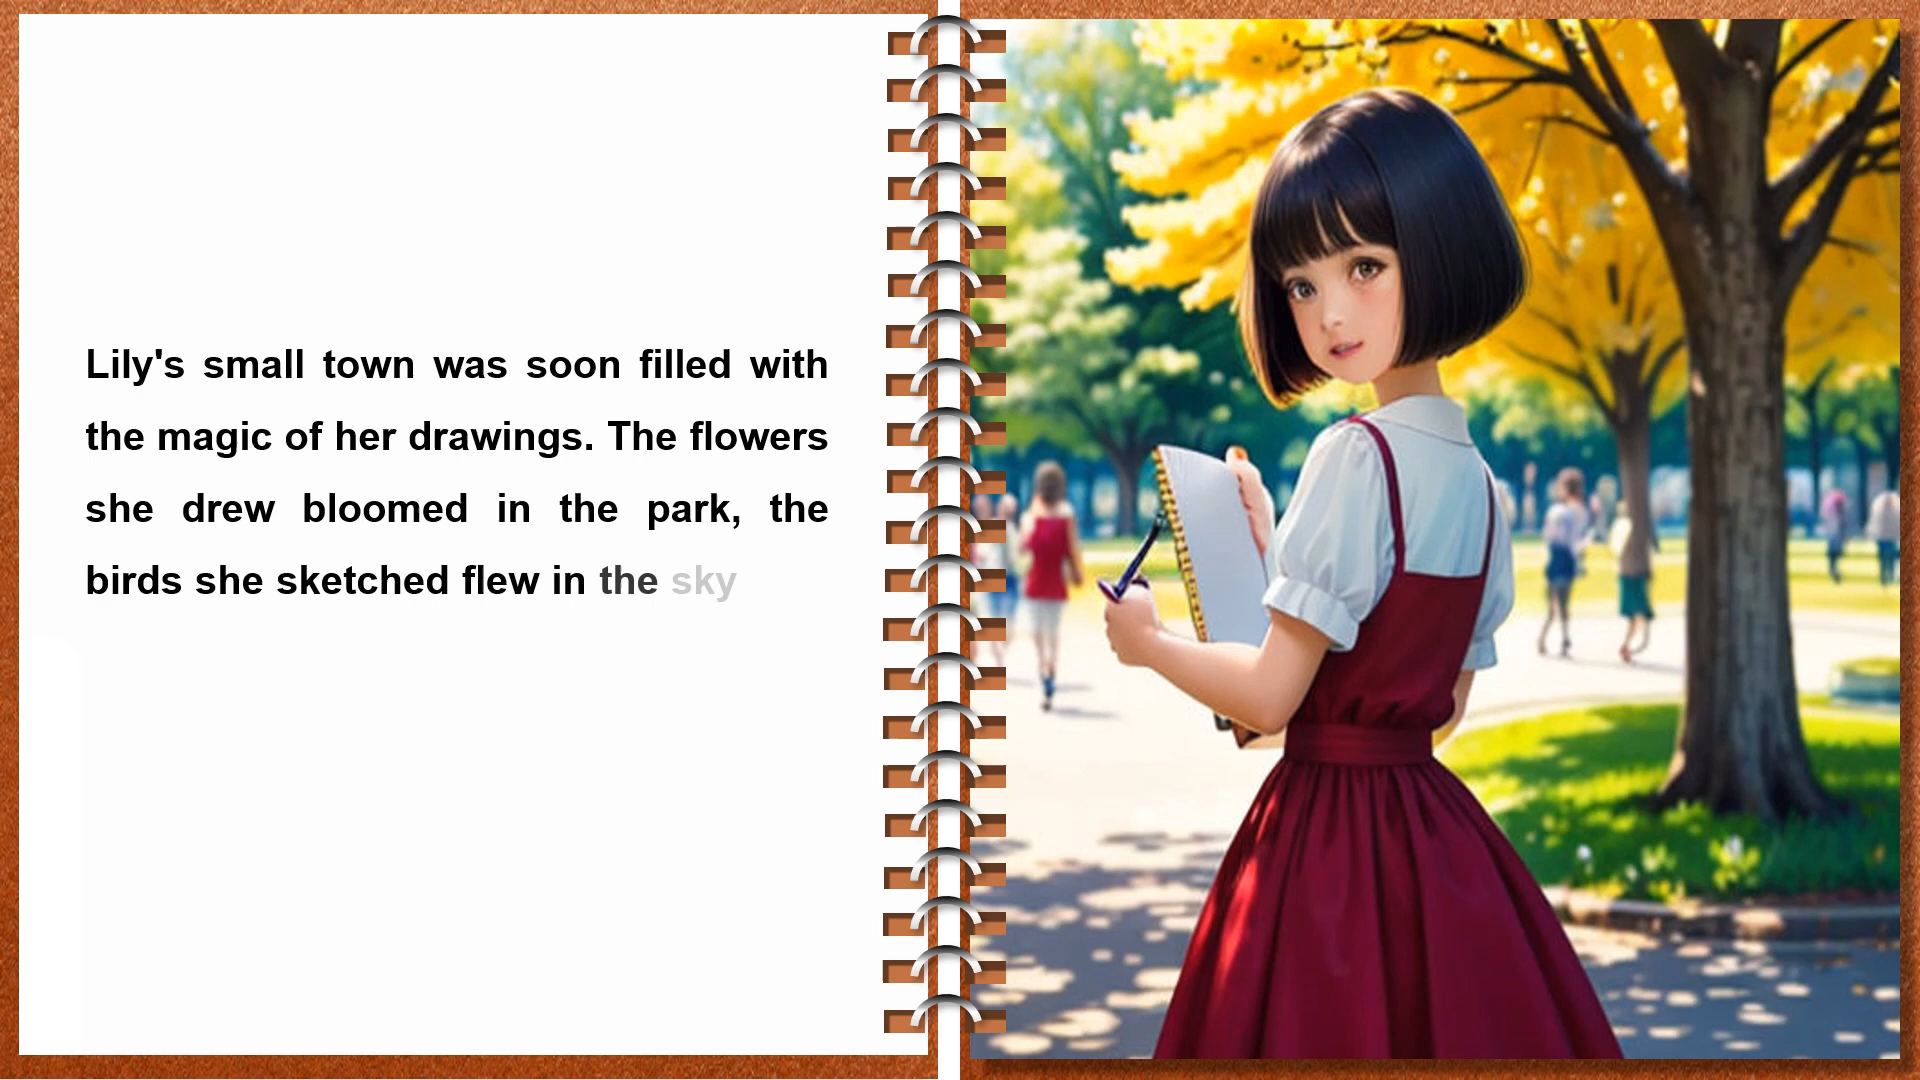 Lily's small town was soon filled with
the magic of her drawings. The flowers
she drew bloomed in the park, the
birds she sketched flew in the sky